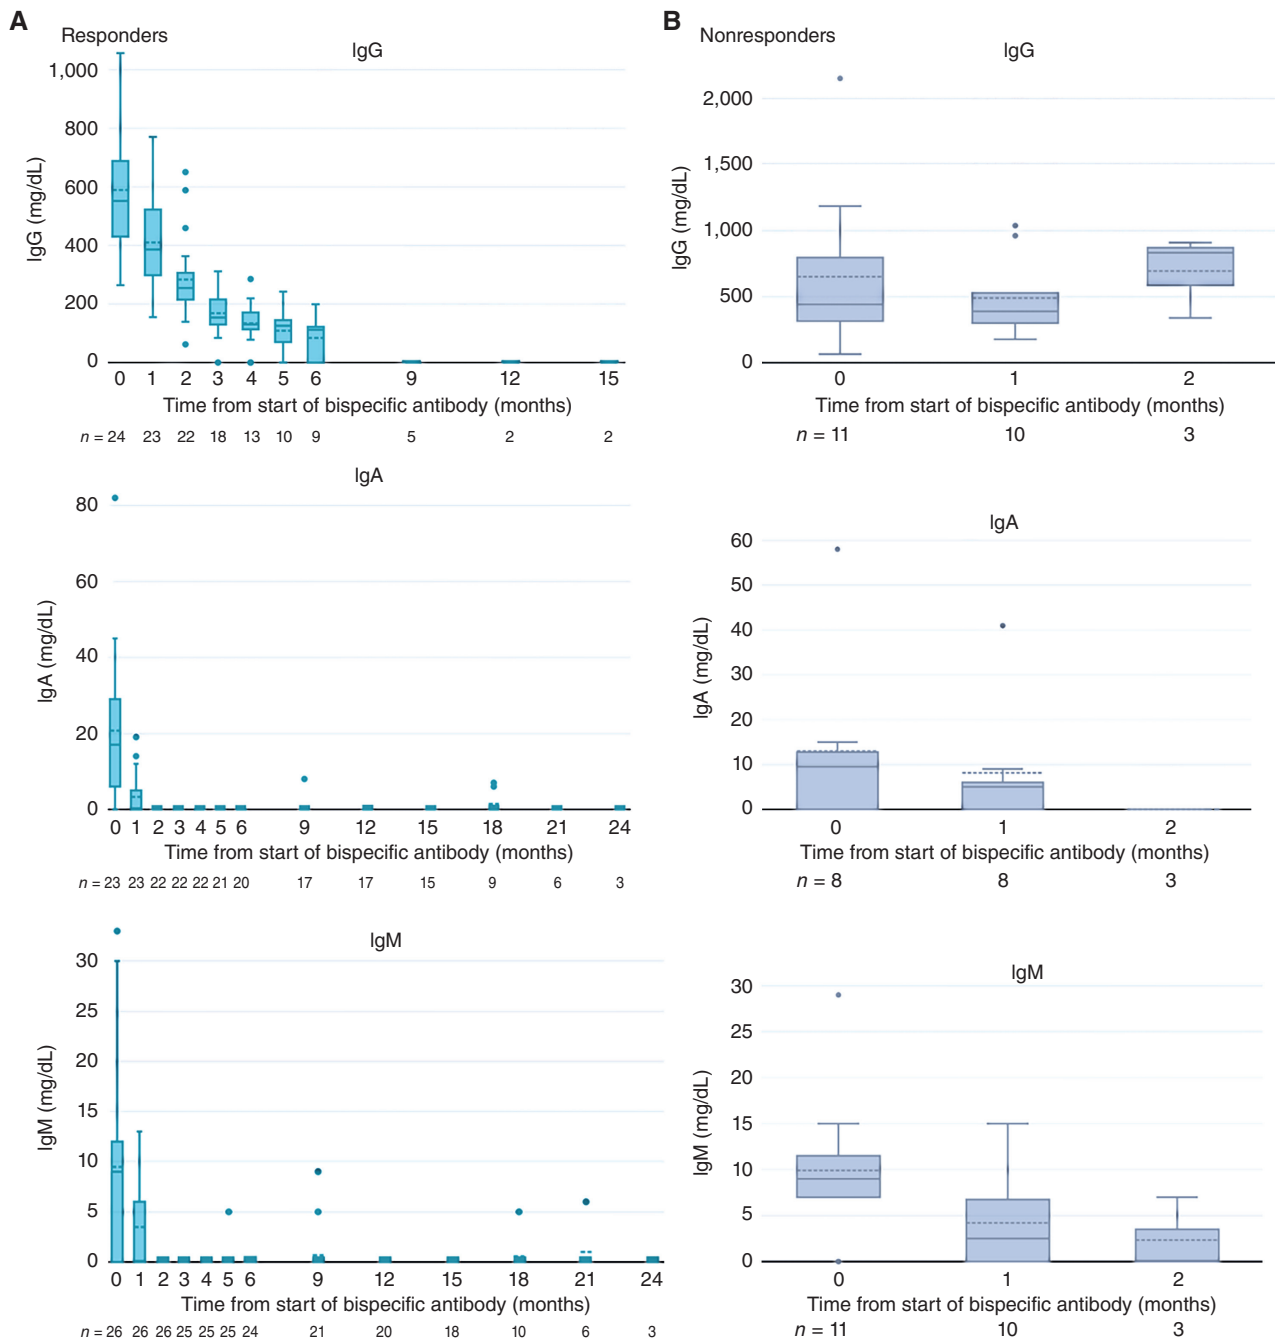 A
Responders
IgG
1,000
800
600
400
200
0
IgG (mg/dL)
0 1 2 3 4 5 6 9 12 15
Time from start of bispecific antibody (months)
n = 24 23 22 18 13 10 9 5 2 2
IgA
80
60
40
20
0
IgA (mg/dL)
0 1 2 3 4 5 6 9 12 15 18 21 24
Time from start of bispecific antibody (months)
n = 23 23 22 22 22 21 20 17 17 15 9 6 3
IgM
30
25
20
15
10
5
0
IgM (mg/dL)
0 1 2 3 4 5 6 9 12 15 18 21 24
Time from start of bispecific antibody (months)
n = 26 26 26 25 25 25 24 21 20 18 10 6 3
B
Nonresponders
IgG
2,000
1,500
1,000
500
0
IgG (mg/dL)
0 1 2
Time from start of bispecific antibody (months)
n = 11 10 3
IgA
60
50
40
30
20
10
0
IgA (mg/dL)
0 1 2
Time from start of bispecific antibody (months)
n = 8 8 3
IgM
30
25
20
15
10
5
0
IgM (mg/dL)
0 1 2
Time from start of bispecific antibody (months)
n = 11 10 3